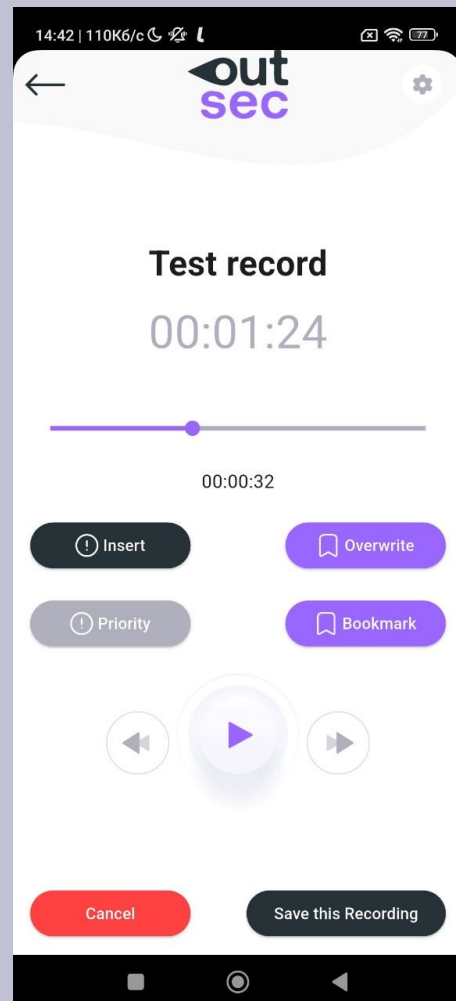 14:42 | 110Кб/с
77
out
sec
Test record
00:01:24
00:00:32
Insert
Overwrite
Priority
Bookmark
Cancel
Save this Recording